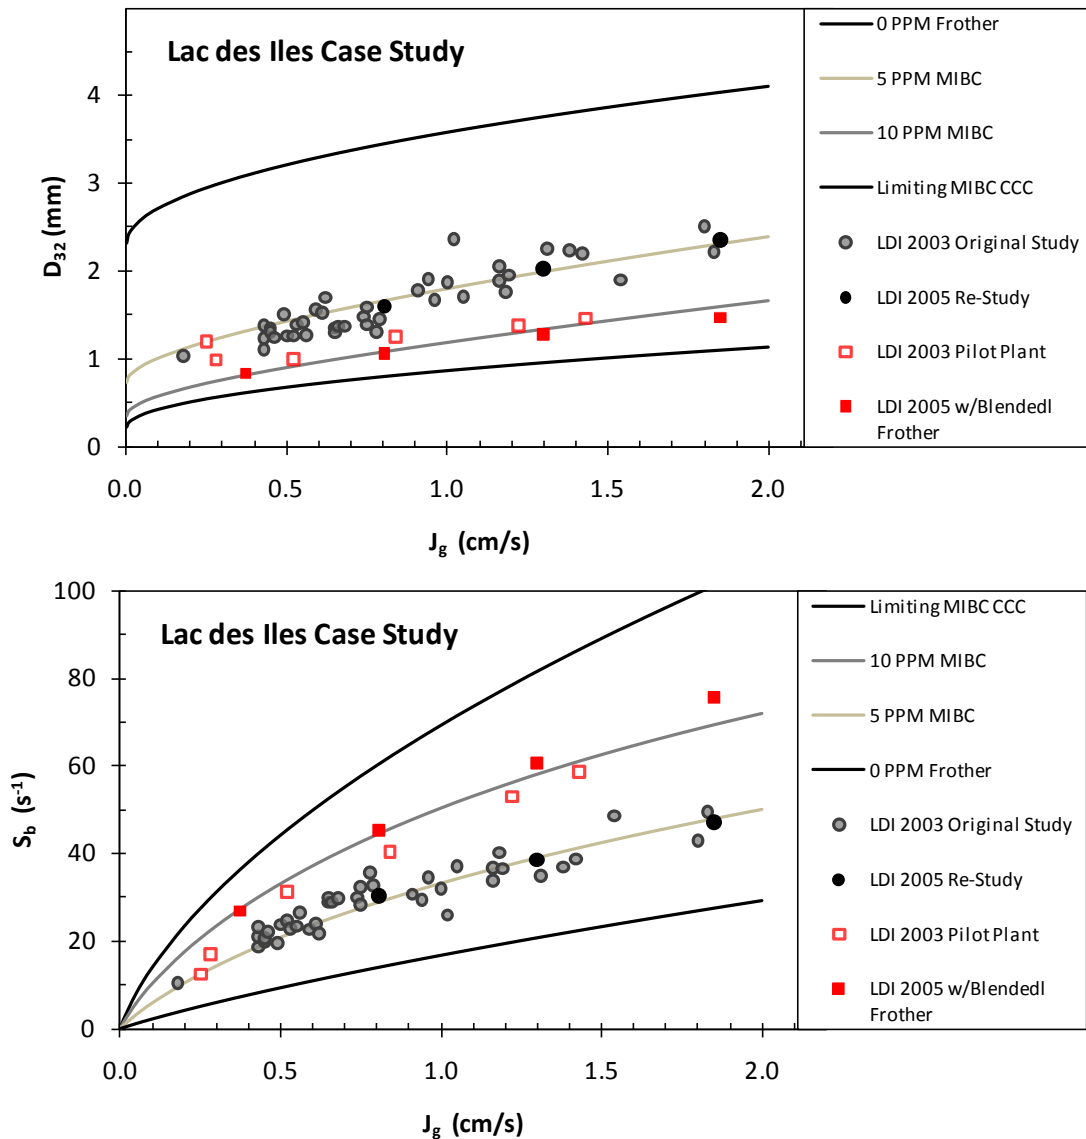 Lac des Iles Case Study
D32 (mm)
4
3
2
1
0
0.0 0.5 1.0 1.5 2.0
Jg (cm/s)
0 PPM Frother
5 PPM MIBC
10 PPM MIBC
Limiting MIBC CCC
LDI 2003 Original Study
LDI 2005 Re-Study
LDI 2003 Pilot Plant
LDI 2005 w/Blendedl
Frother
Lac des Iles Case Study
Sb (s-1)
100
80
60
40
20
0
0.0 0.5 1.0 1.5 2.0
Jg (cm/s)
Limiting MIBC CCC
10 PPM MIBC
5 PPM MIBC
0 PPM Frother
LDI 2003 Original Study
LDI 2005 Re-Study
LDI 2003 Pilot Plant
LDI 2005 w/Blendedl
Frother